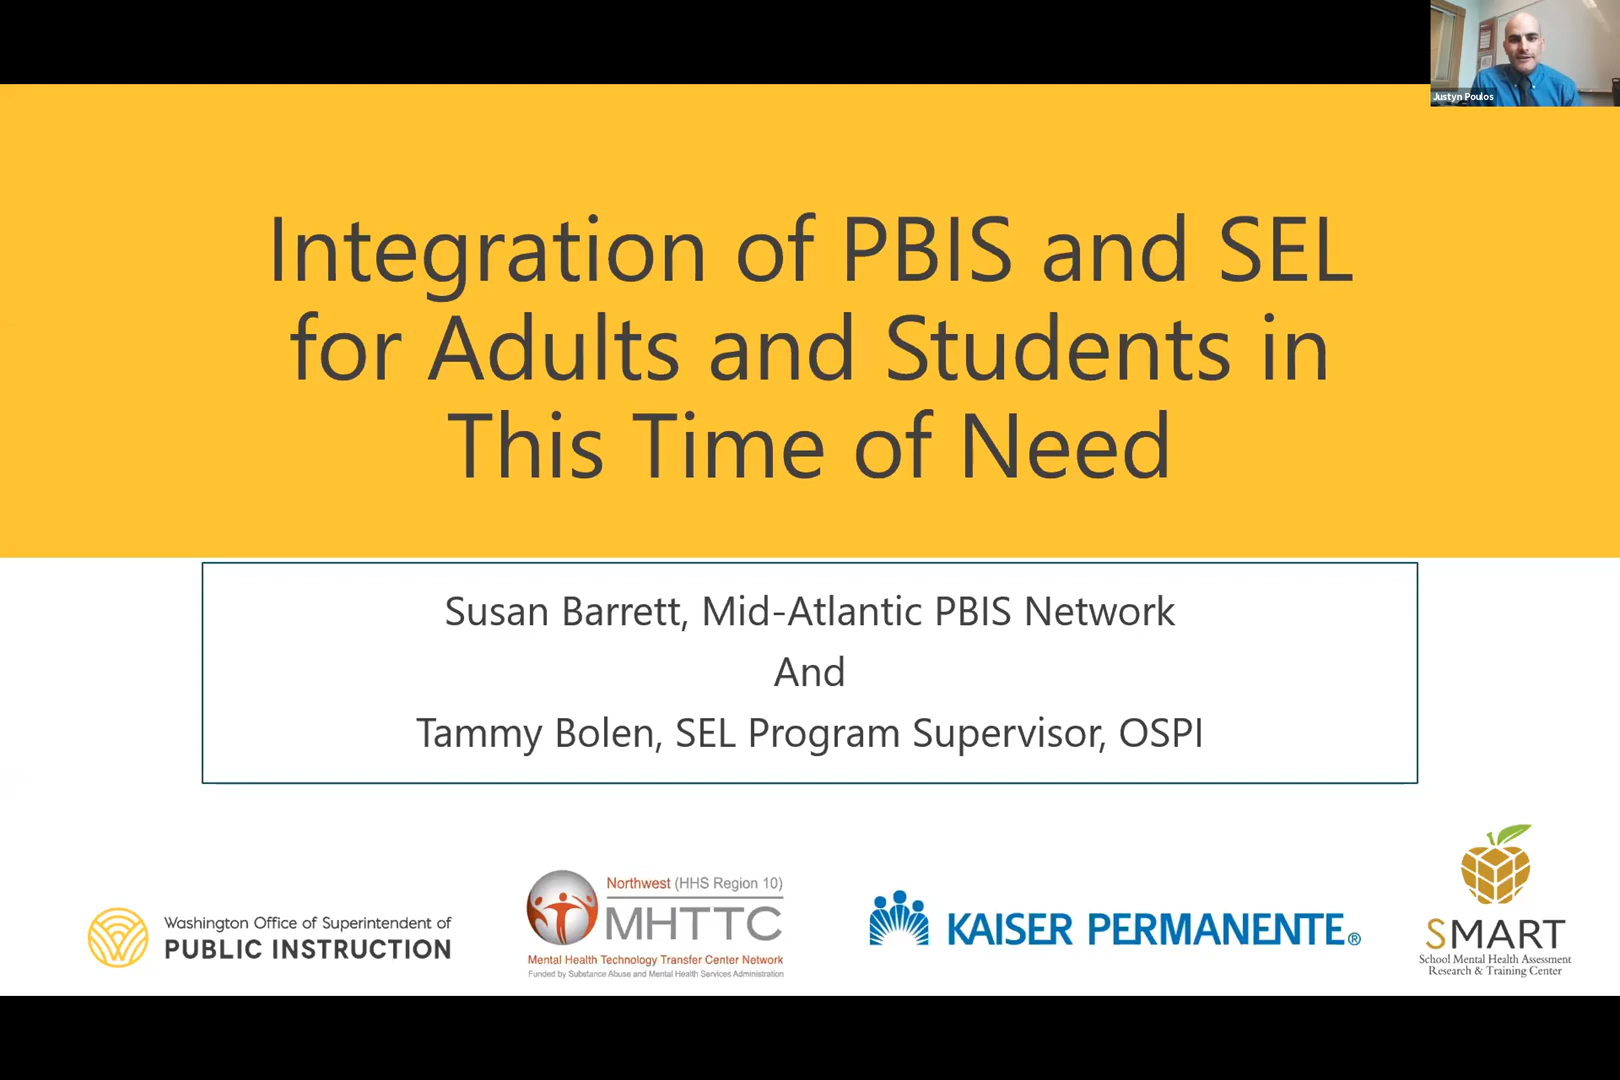 Justyn Poulos
Integration of PBIS and SEL
for Adults and Students in
This Time of Need
Susan Barrett, Mid-Atlantic PBIS Network
And
Tammy Bolen, SEL Program Supervisor, OSPI
Washington Office of Superintendent of
PUBLIC INSTRUCTION
Northwest (HHS Region 10)
MHTTC
Mental Health Technology Transfer Center Network
Funded by Substance Abuse and Mental Health Services Administration
KAISER PERMANENTE®
SMART
School Mental Health Assessment
Research & Training Center